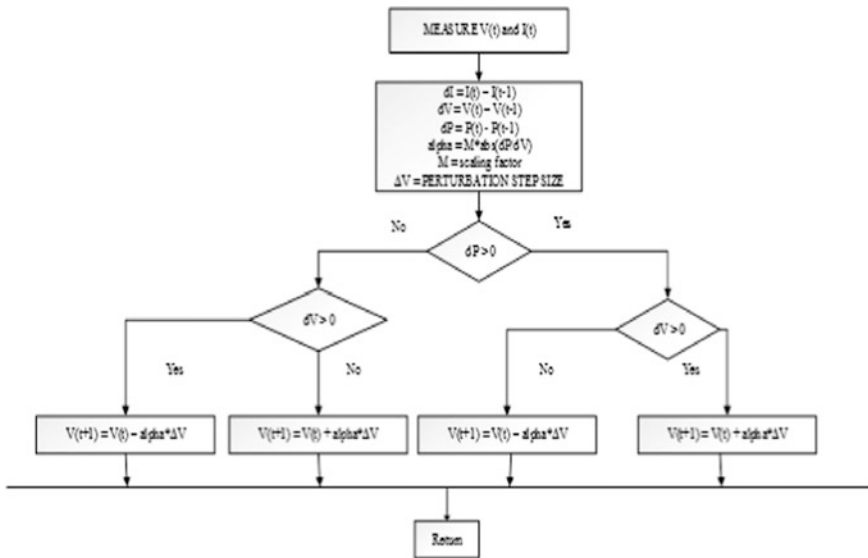 MEASURE V(t) and I(t)
dI = I(t) – I(t-1)
dV = V(t) – V(t-1)
dP = P(t) - P(t-1)
alpha = M*abs(dP dV)
M = scaling factor
ΔV = PERTURBATION STEP SIZE
No
Yes
dP > 0
dV > 0
dV > 0
Yes
No
No
Yes
V(t+1) = V(t) – alpha*ΔV
V(t+1) = V(t) + alpha*ΔV
V(t+1) = V(t) – alpha*ΔV
V(t+1) = V(t) + alpha*ΔV
Return